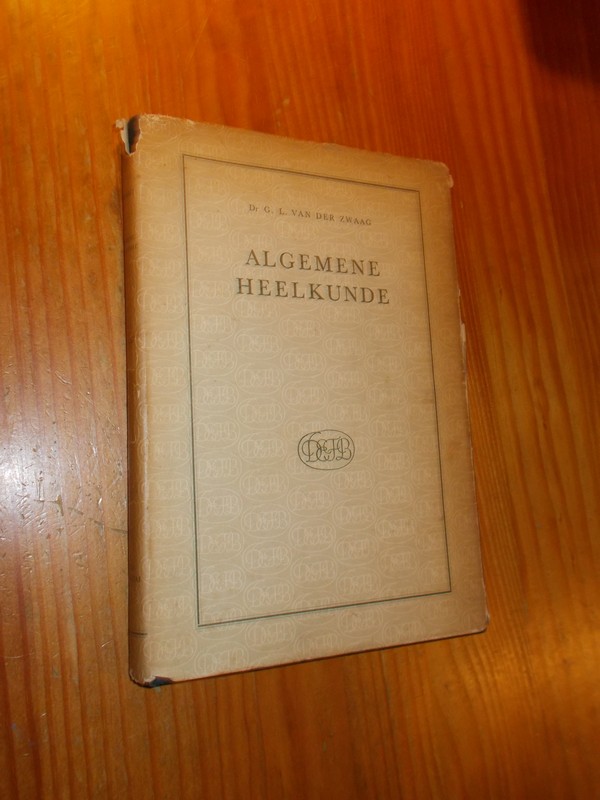 Dr G. L. VAN DER ZWAAG
ALGEMENE
HEELKUNDE